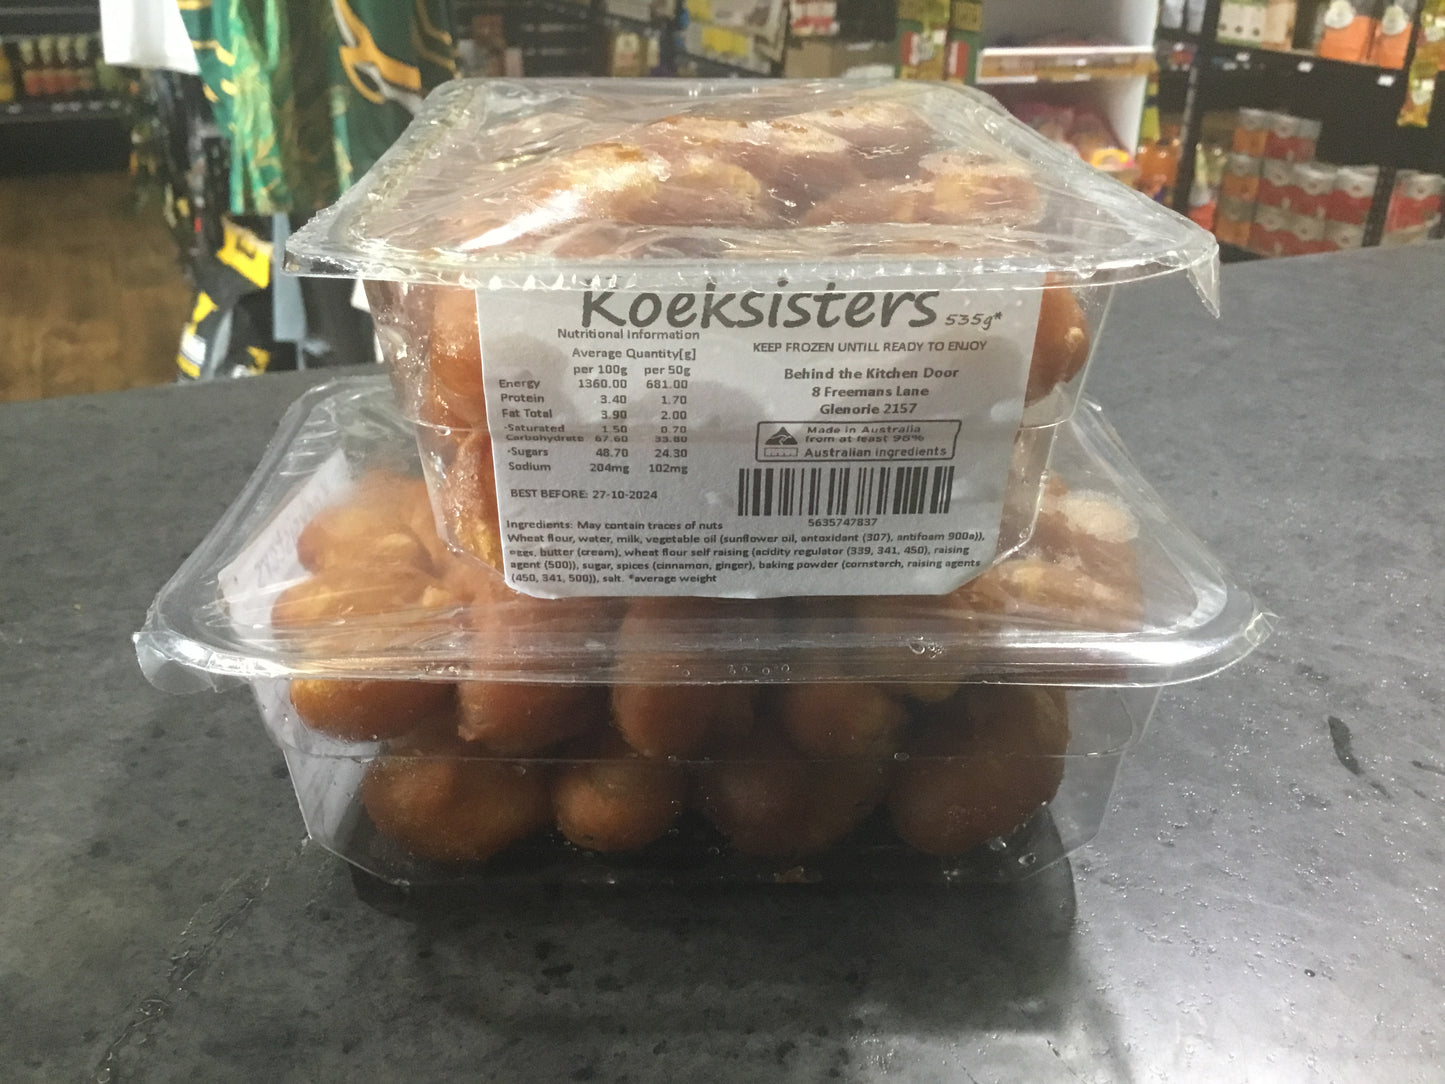 Koeksisters 535g*
Nutritional Information
Average Quantity[g]
per 100g per 50g
Energy 1360.00 681.00
Protein 3.40 1.70
Fat Total 3.90 2.00
-Saturated 1.50 0.70
Carbohydrate 67.60 33.80
-Sugars 48.70 24.30
Sodium 204mg 102mg
BEST BEFORE: 27-10-2024
KEEP FROZEN UNTILL READY TO ENJOY
Behind the Kitchen Door
8 Freemans Lane
Glenorie 2157
Made in Australia
from at least 98%
Australian ingredients
5635747837
Ingredients: May contain traces of nuts
Wheat flour, water, milk, vegetable oil (sunflower oil, antoxidant (307), antifoam 900a)),
eggs, butter (cream), wheat flour self raising (acidity regulator (339, 341, 450), raising
agent (500)), sugar, spices (cinnamon, ginger), baking powder (cornstarch, raising agents
(450, 341, 500)), salt. *average weight